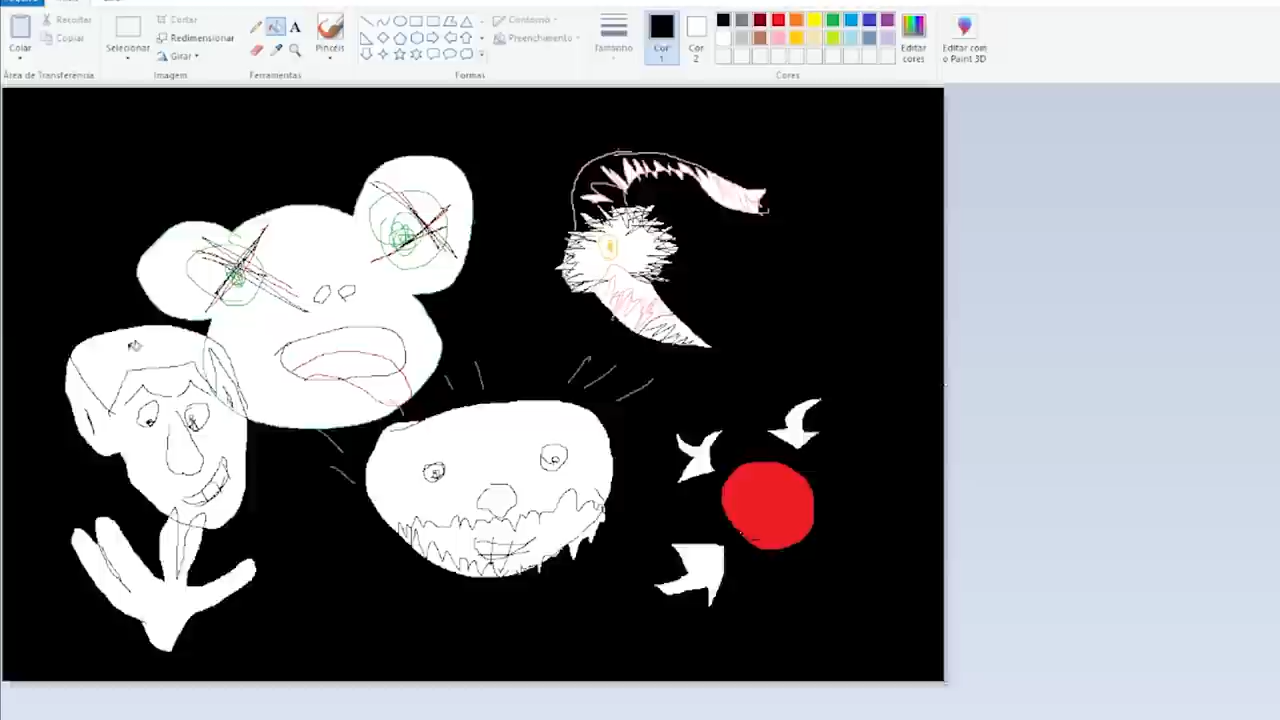 Recortar
Copiar
Colar
Área de Transferência
Cortar
Redimensionar
Girar
Selecionar
Imagem
A
Ferramentas
Pincéis
Contorno
Preenchimento
Formas
Tamanho
Cor
1
Cor
2
Cores
Editar
cores
Editar com
o Paint 3D